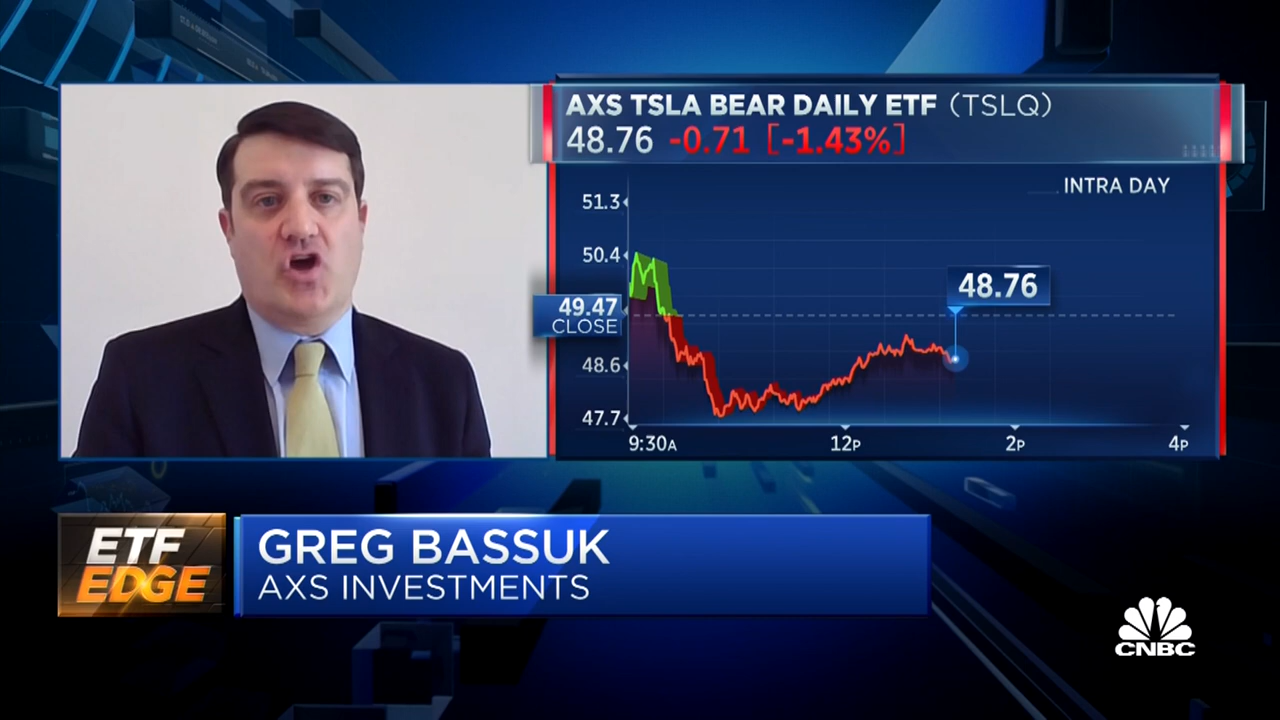 AXS TSLA BEAR DAILY ETF (TSLQ)
48.76 -0.71 [-1.43%]
INTRA DAY
51.3
50.4
49.47
CLOSE
48.6
47.7
48.76
9:30A 12P 2P 4P
ETF
EDGE
GREG BASSUK
AXS INVESTMENTS
CNBC